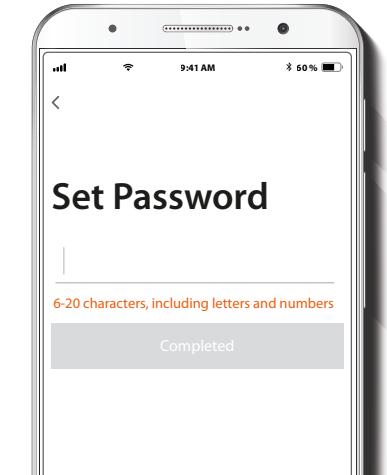 9:41 AM
60%
Set Password
6-20 characters, including letters and numbers
Completed